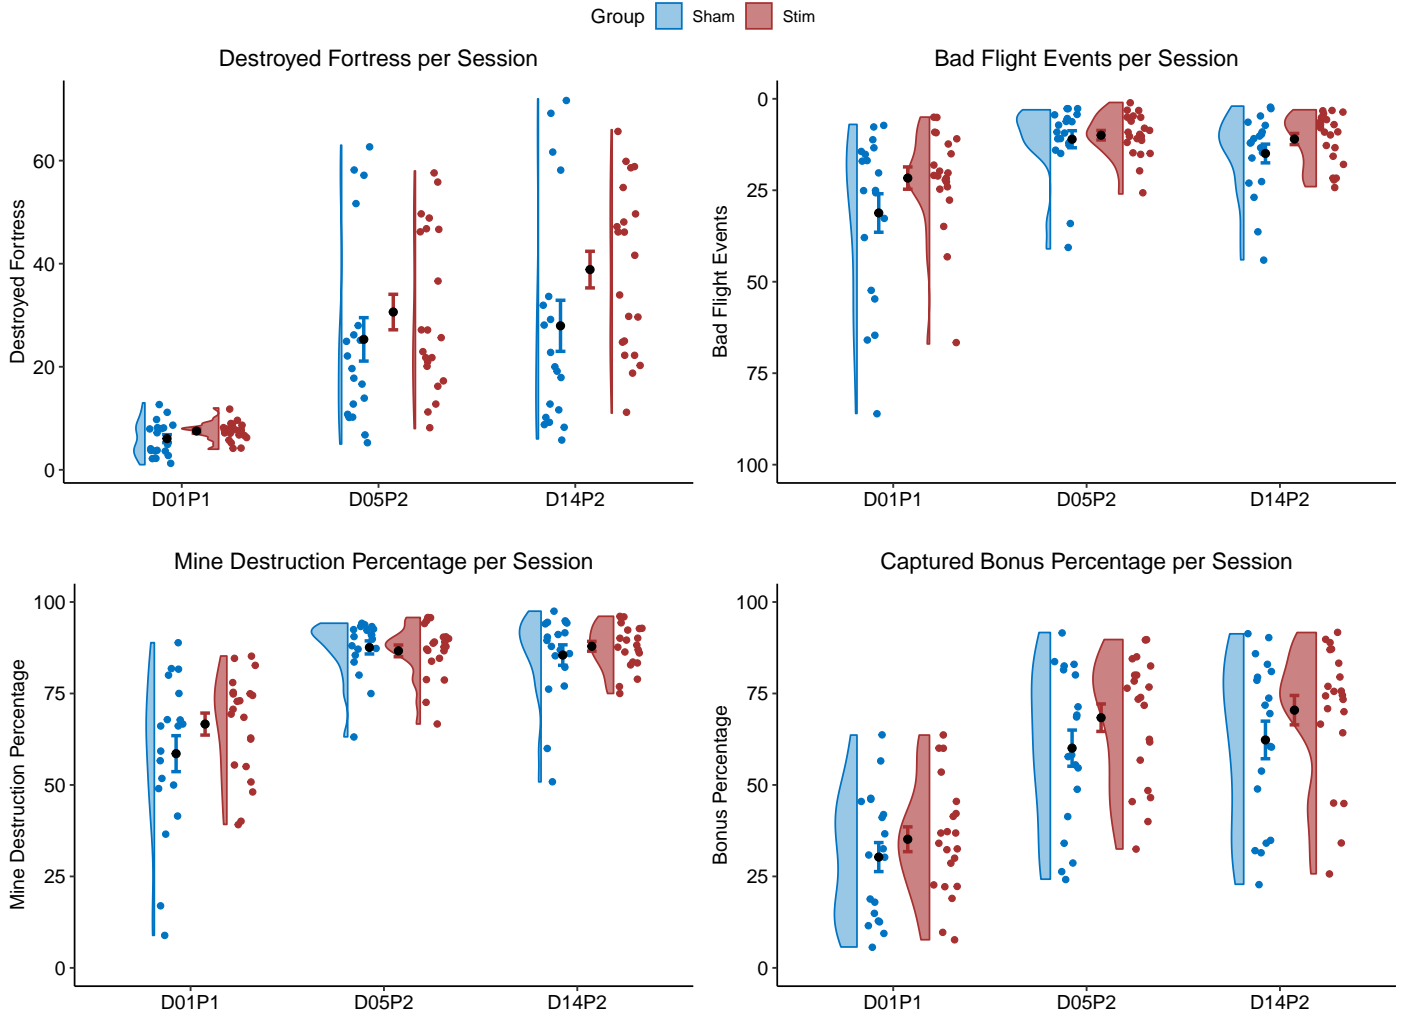 Group Sham Stim
Destroyed Fortress per Session
Destroyed Fortress
60
40
20
0
D01P1 D05P2 D14P2
Bad Flight Events per Session
Bad Flight Events
0
25
50
75
100
D01P1 D05P2 D14P2
Mine Destruction Percentage per Session
Mine Destruction Percentage
100
75
50
25
0
D01P1 D05P2 D14P2
Captured Bonus Percentage per Session
Bonus Percentage
100
75
50
25
0
D01P1 D05P2 D14P2